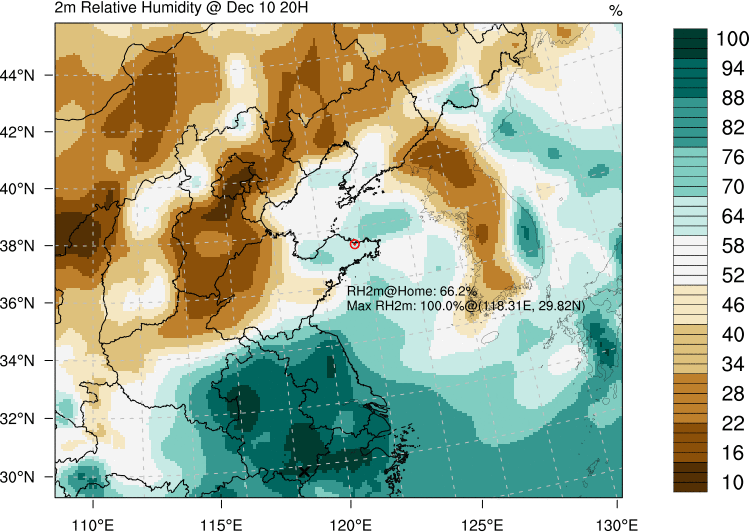 2m Relative Humidity @ Dec 10 20H
%
44°N
42°N
40°N
38°N
36°N
34°N
32°N
30°N
RH2m@Home: 66.2%
Max RH2m: 100.0%@(118.31E, 29.82N)
110°E
115°E
120°E
125°E
130°E
100
94
88
82
76
70
64
58
52
46
40
34
28
22
16
10